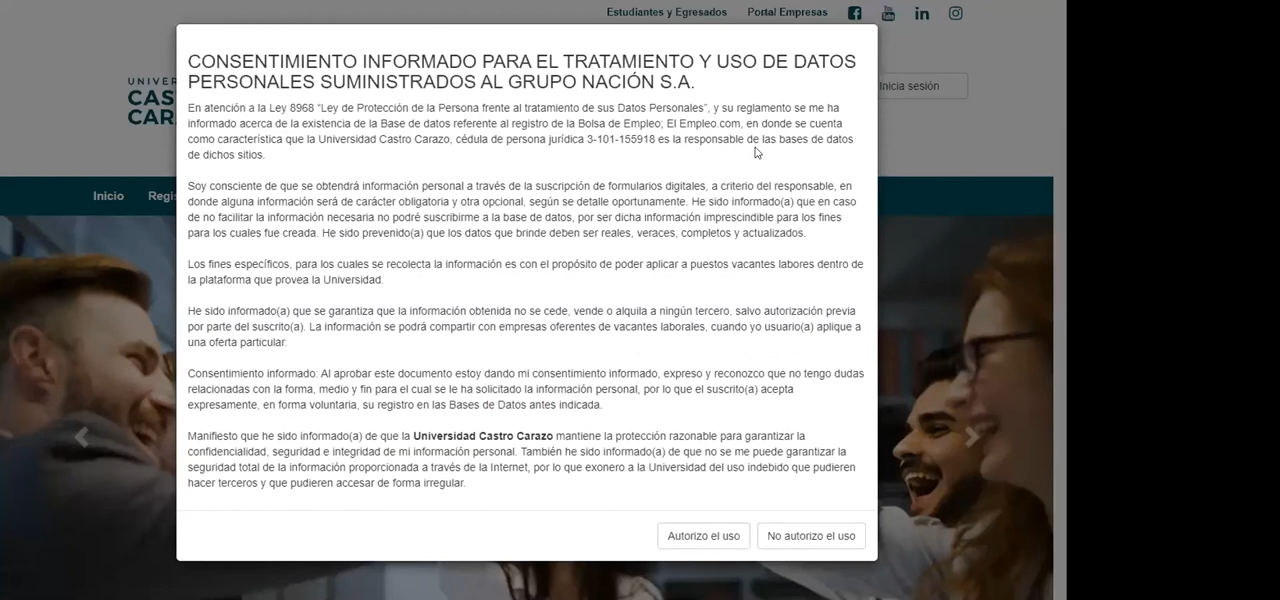 Estudiantes y Egresados Portal Empresas
CONSENTIMIENTO INFORMADO PARA EL TRATAMIENTO Y USO DE DATOS
PERSONALES SUMINISTRADOS AL GRUPO NACIÓN S.A.
En atención a la Ley 8968 “Ley de Protección de la Persona frente al tratamiento de sus Datos Personales”, y su reglamento se me ha
informado acerca de la existencia de la Base de datos referente al registro de la Bolsa de Empleo; El Empleo.com, en donde se cuenta
como característica que la Universidad Castro Carazo, cédula de persona jurídica 3-101-155918 es la responsable de las bases de datos
de dichos sitios.
Soy consciente de que se obtendrá información personal a través de la suscripción de formularios digitales, a criterio del responsable, en
donde alguna información será de carácter obligatoria y otra opcional, según se detalle oportunamente. He sido informado(a) que en caso
de no facilitar la información necesaria no podré suscribirme a la base de datos, por ser dicha información imprescindible para los fines
para los cuales fue creada. He sido prevenido(a) que los datos que brinde deben ser reales, veraces, completos y actualizados.
Los fines específicos, para los cuales se recolecta la información es con el propósito de poder aplicar a puestos vacantes labores dentro de
la plataforma que provea la Universidad.
He sido informado(a) que se garantiza que la información obtenida no se cede, vende o alquila a ningún tercero, salvo autorización previa
por parte del suscrito(a). La información se podrá compartir con empresas oferentes de vacantes laborales, cuando yo usuario(a) aplique a
una oferta particular.
Consentimiento informado: Al aprobar este documento estoy dando mi consentimiento informado, expreso y reconozco que no tengo dudas
relacionadas con la forma, medio y fin para el cual se le ha solicitado la información personal, por lo que el suscrito(a) acepta
expresamente, en forma voluntaria, su registro en las Bases de Datos antes indicada.
Manifiesto que he sido informado(a) de que la Universidad Castro Carazo mantiene la protección razonable para garantizar la
confidencialidad, seguridad e integridad de mi información personal. También he sido informado(a) de que no se me puede garantizar la
seguridad total de la información proporcionada a través de la Internet, por lo que exonero a la Universidad del uso indebido que pudieren
hacer terceros y que pudieren accesar de forma irregular.
Autorizo el uso No autorizo el uso
UNIVER
CAS
CARA
Inicia sesión
Inicio Regis